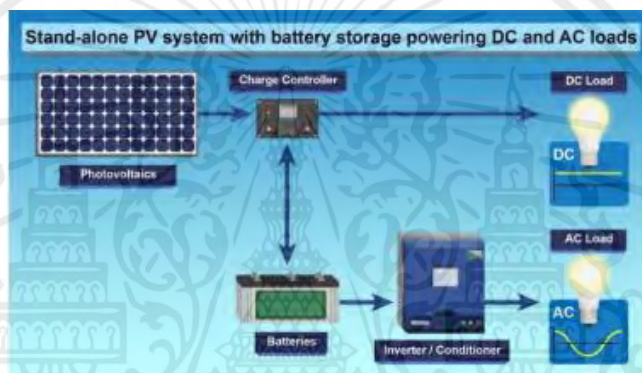 Stand-alone PV system with battery storage powering DC and AC loads
Charge Controller
DC Load
Photovoltaics
DC
AC Load
AC
Batteries
Inverter / Conditioner